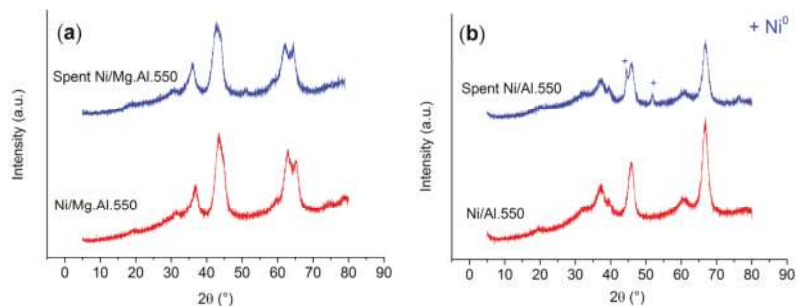 (a)
Spent Ni/Mg.Al.550
Ni/Mg.Al.550
Intensity (a.u.)
0 10 20 30 40 50 60 70 80 90
2θ (°)
(b)
+ Ni⁰
+
+
Spent Ni/Al.550
Ni/Al.550
Intensity (a.u.)
0 10 20 30 40 50 60 70 80 90
2θ (°)